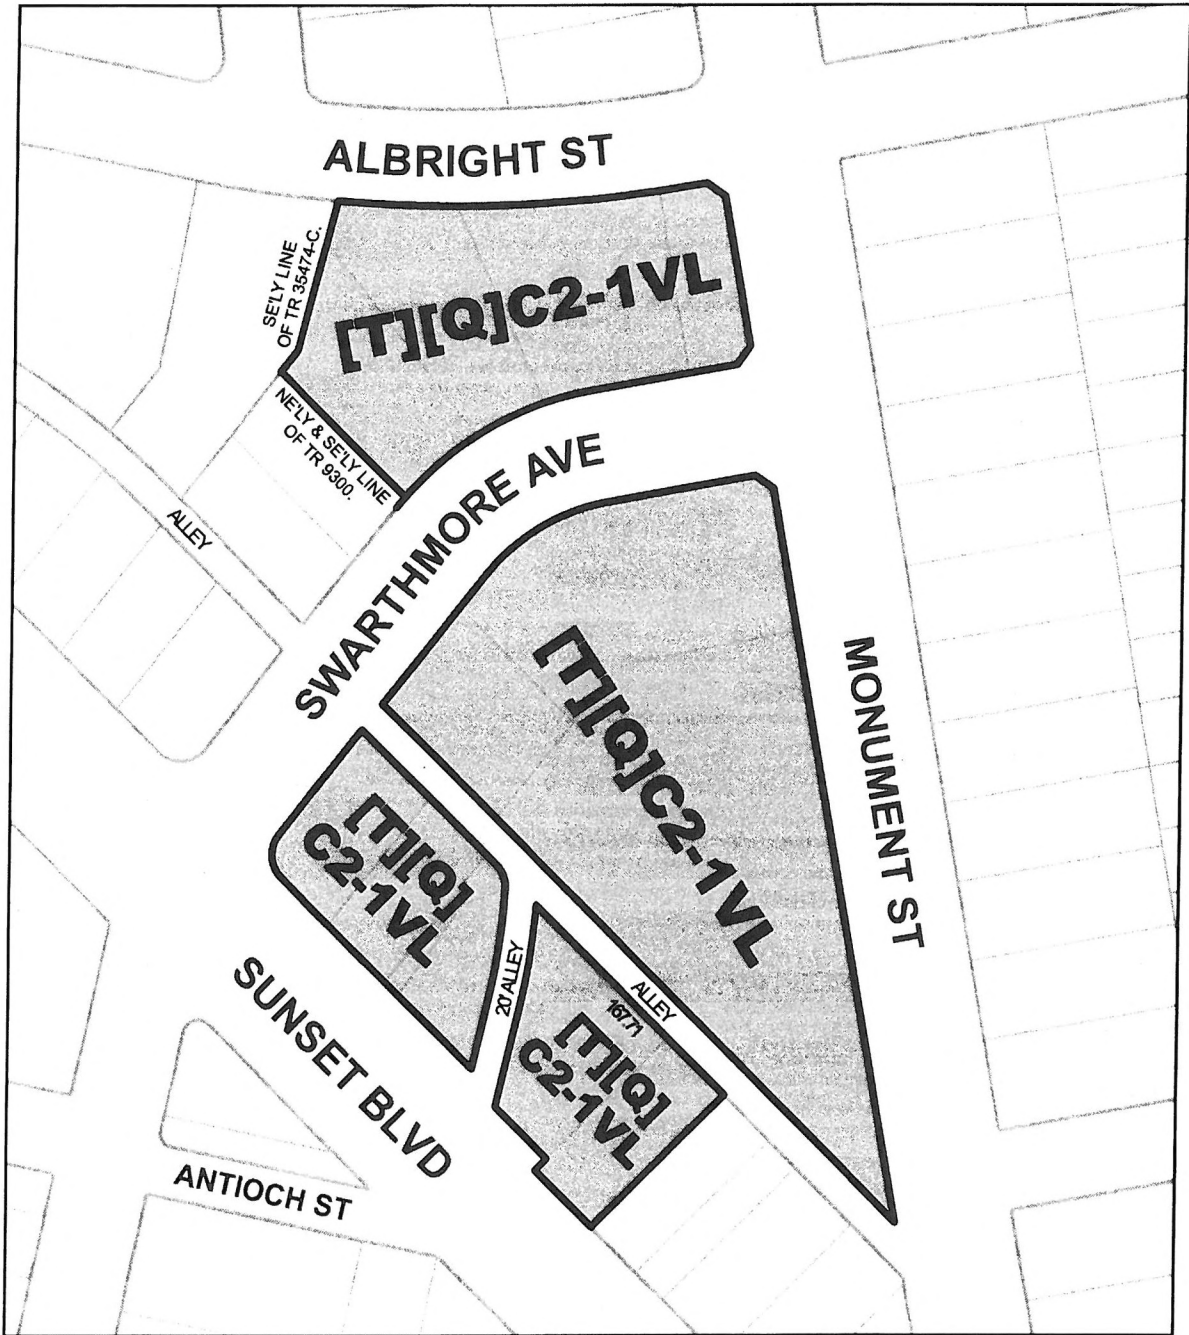 ALBRIGHT ST
SE'LY LINE
OF TR 35474-C.
[T][Q]C2-1VL
NE'LY & SE'LY LINE
OF TR 9300.
SWARTHMORE AVE
ALLEY
[T][Q]C2-1VL
MONUMENT ST
[T][Q]
C2-1VL
20' ALLEY
ALLEY
167.71
[T][Q]
C2-1VL
SUNSET BLVD
ANTIOCH ST